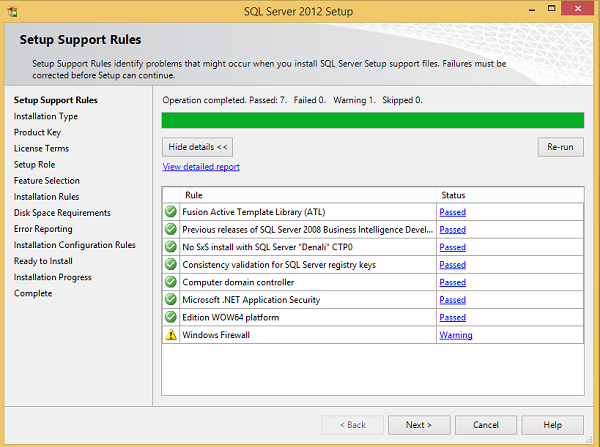 SQL Server 2012 Setup
Setup Support Rules
Setup Support Rules identify problems that might occur when you install SQL Server Setup support files. Failures must be
corrected before Setup can continue.
Setup Support Rules
Installation Type
Product Key
License Terms
Setup Role
Feature Selection
Installation Rules
Disk Space Requirements
Error Reporting
Installation Configuration Rules
Ready to Install
Installation Progress
Complete
Operation completed. Passed: 7. Failed 0. Warning 1. Skipped 0.
Hide details <<
Re-run
View detailed report
Rule Status
Fusion Active Template Library (ATL) Passed
Previous releases of SQL Server 2008 Business Intelligence Devel... Passed
No SxS install with SQL Server "Denali" CTP0 Passed
Consistency validation for SQL Server registry keys Passed
Computer domain controller Passed
Microsoft .NET Application Security Passed
Edition WOW64 platform Passed
Windows Firewall Warning
< Back Next > Cancel Help